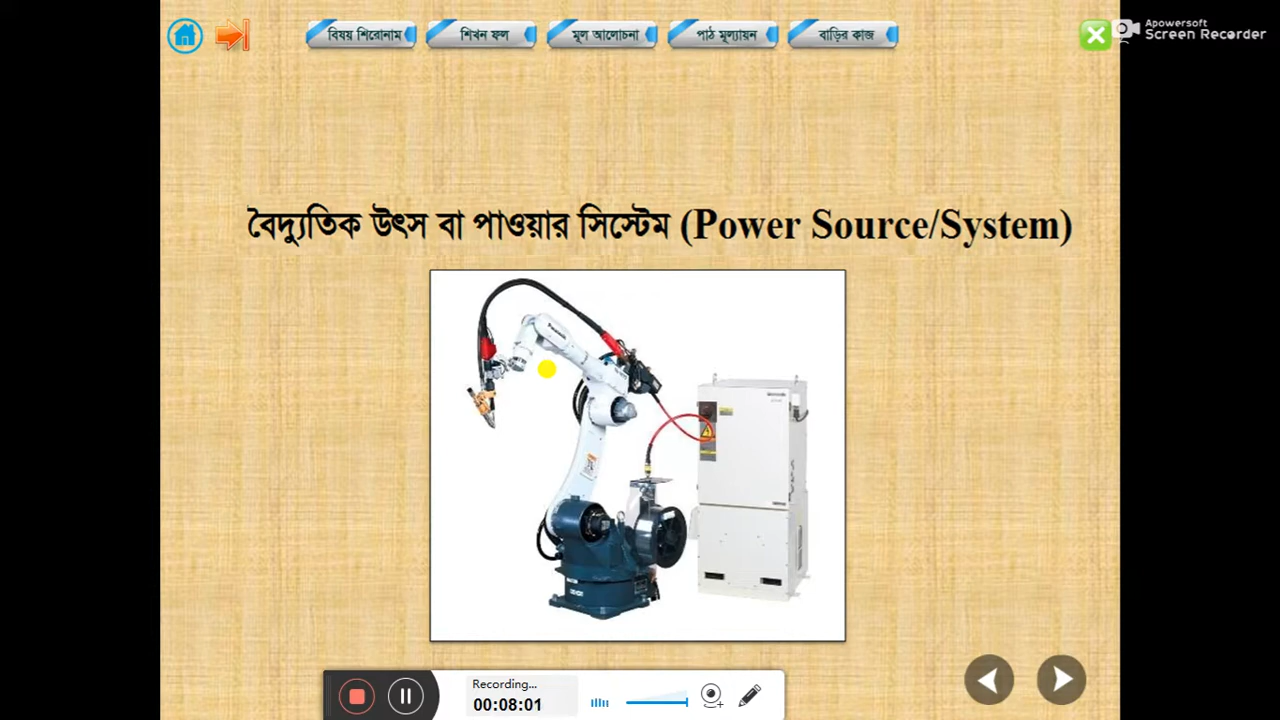 বিষয় শিরোনাম
শিখন ফল
মূল আলোচনা
পাঠ মূল্যায়ন
বাড়ির কাজ
Apowersoft
Screen Recorder
বৈদ্যুতিক উৎস বা পাওয়ার সিস্টেম (Power Source/System)
Recording...
00:08:01